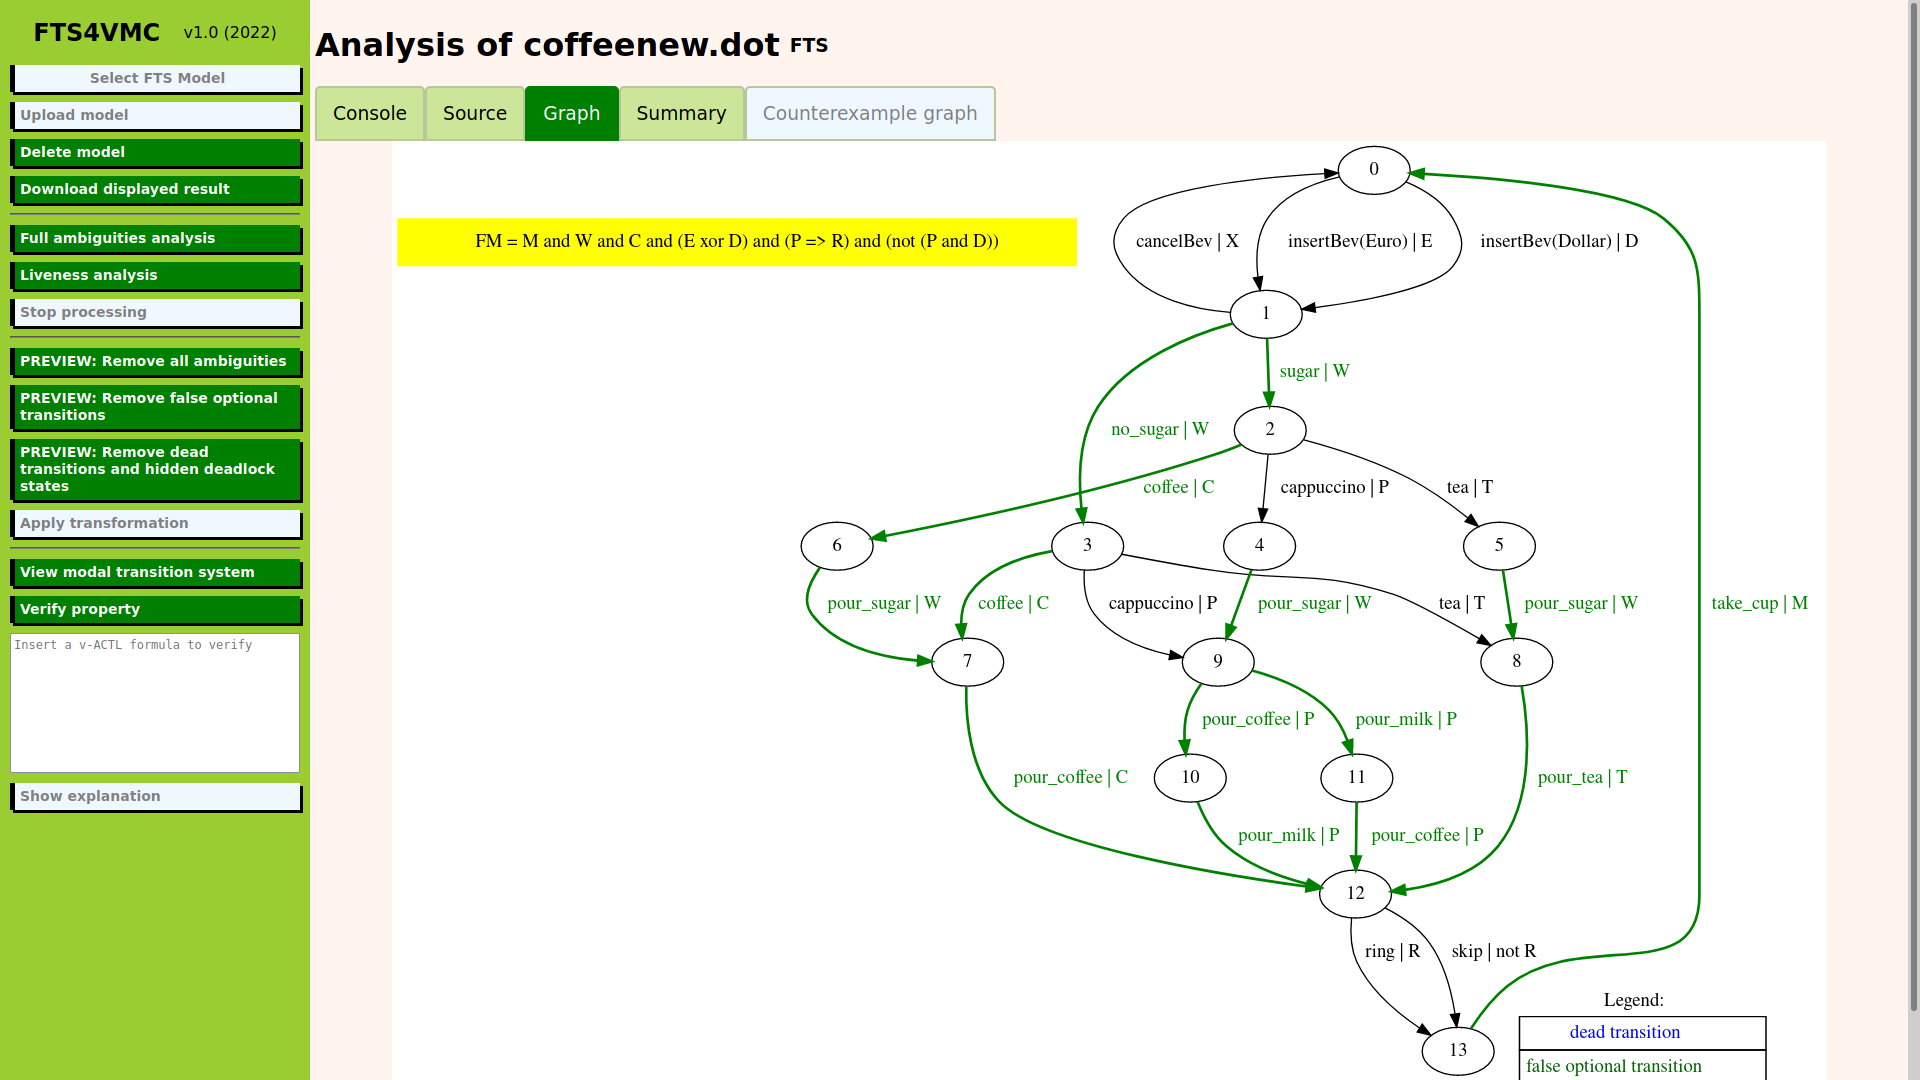 FTS4VMC v1.0 (2022)
Select FTS Model
Upload model
Delete model
Download displayed result
Full ambiguities analysis
Liveness analysis
Stop processing
PREVIEW: Remove all ambiguities
PREVIEW: Remove false optional
transitions
PREVIEW: Remove dead
transitions and hidden deadlock
states
Apply transformation
View modal transition system
Verify property
Insert a v-ACTL formula to verify
Show explanation
Analysis of coffeenew.dot FTS
Console Source Graph Summary Counterexample graph
0
FM = M and W and C and (E xor D) and (P => R) and (not (P and D))
cancelBev | X insertBev(Euro) | E insertBev(Dollar) | D
1
sugar | W
no_sugar | W 2
coffee | C cappuccino | P tea | T
6 3 4 5
pour_sugar | W coffee | C cappuccino | P pour_sugar | W tea | T pour_sugar | W take_cup | M
7 9 8
pour_coffee | P pour_milk | P
pour_coffee | C 10 11 pour_tea | T
pour_milk | P pour_coffee | P
12
ring | R skip | not R
Legend:
dead transition
13
false optional transition